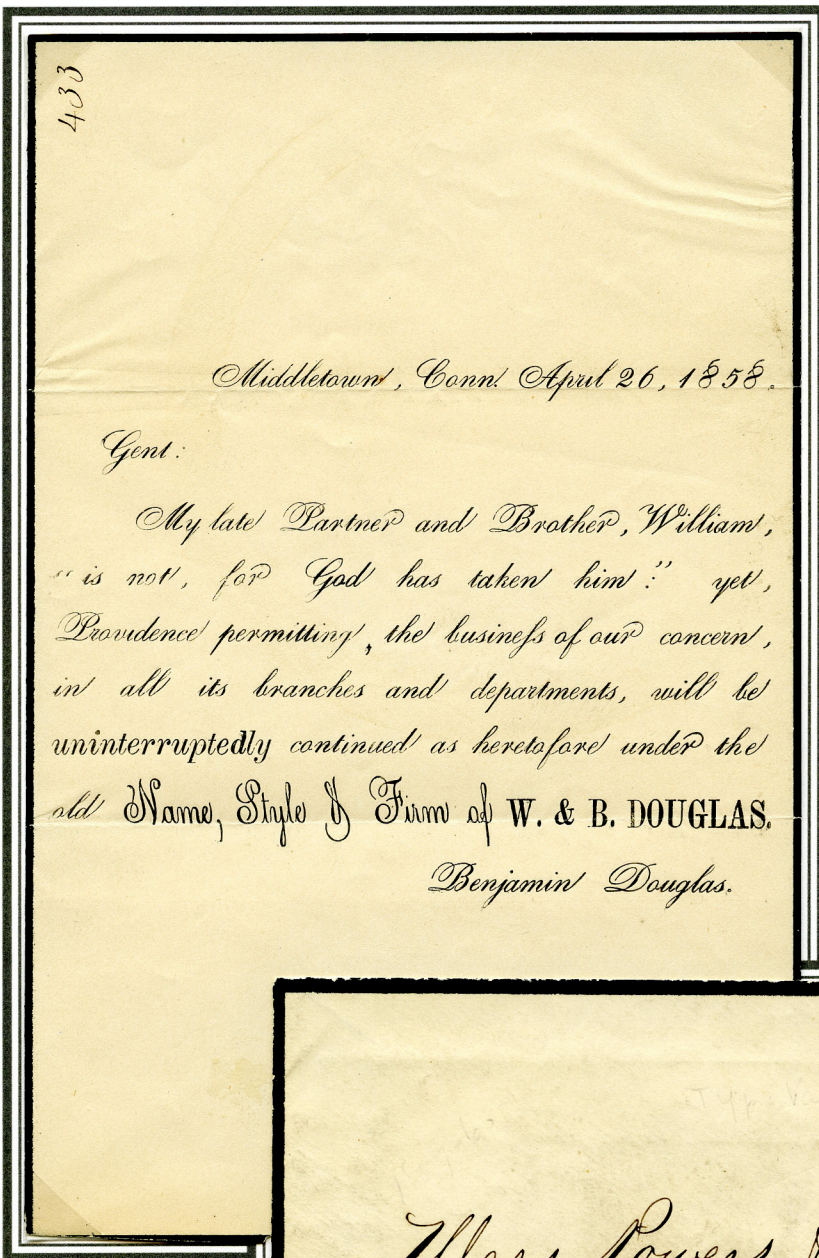 433
Middletown, Conn. April 26, 1858.
Gent:
My late Partner and Brother, William,
"is not, for God has taken him:" yet,
Providence permitting, the busineſs of our concern,
in all its branches and departments, will be
uninterruptedly continued as heretofore under the
old Name, Style & Firm of W. & B. DOUGLAS.
Benjamin Douglas.
Powers